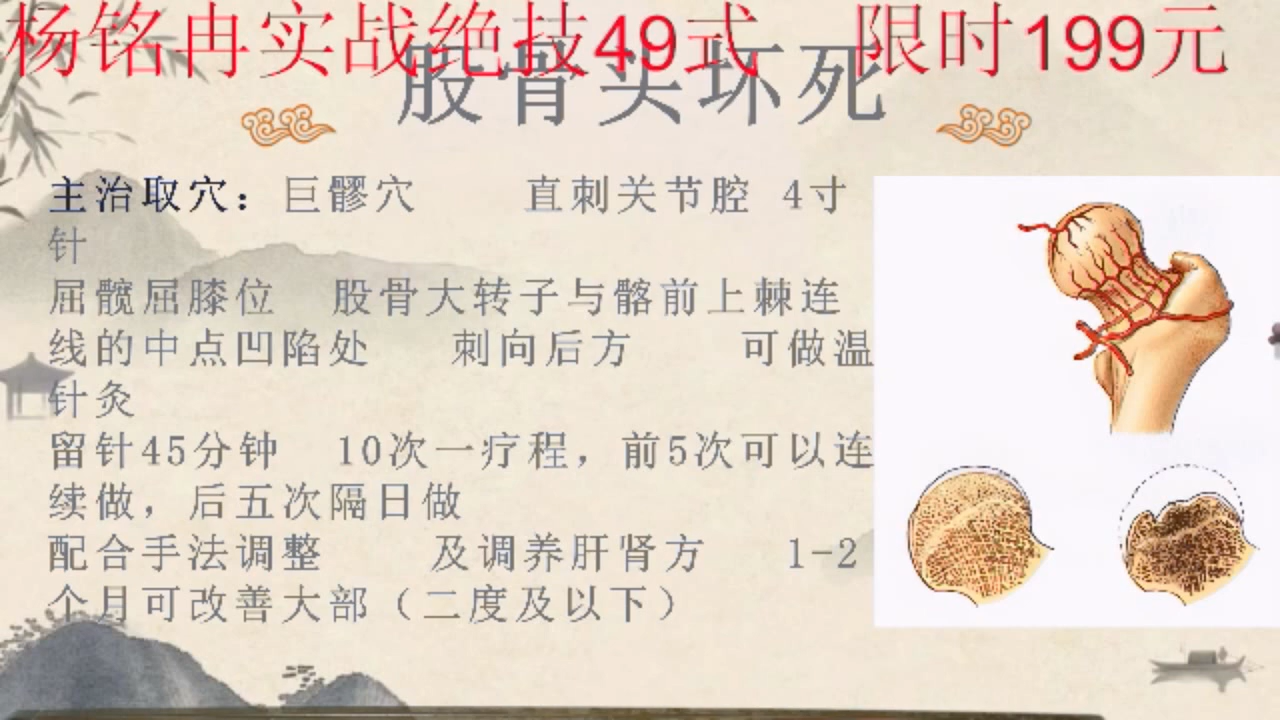 杨铭冉实战绝技49式 限时199元
股骨头坏死
主治取穴：巨髎穴 直刺关节腔 4寸
针
屈髋屈膝位 股骨大转子与髂前上棘连
线的中点凹陷处 刺向后方 可做温
针灸
留针45分钟 10次一疗程，前5次可以连
续做，后五次隔日做
配合手法调整 及调养肝肾方 1-2
个月可改善大部（二度及以下）